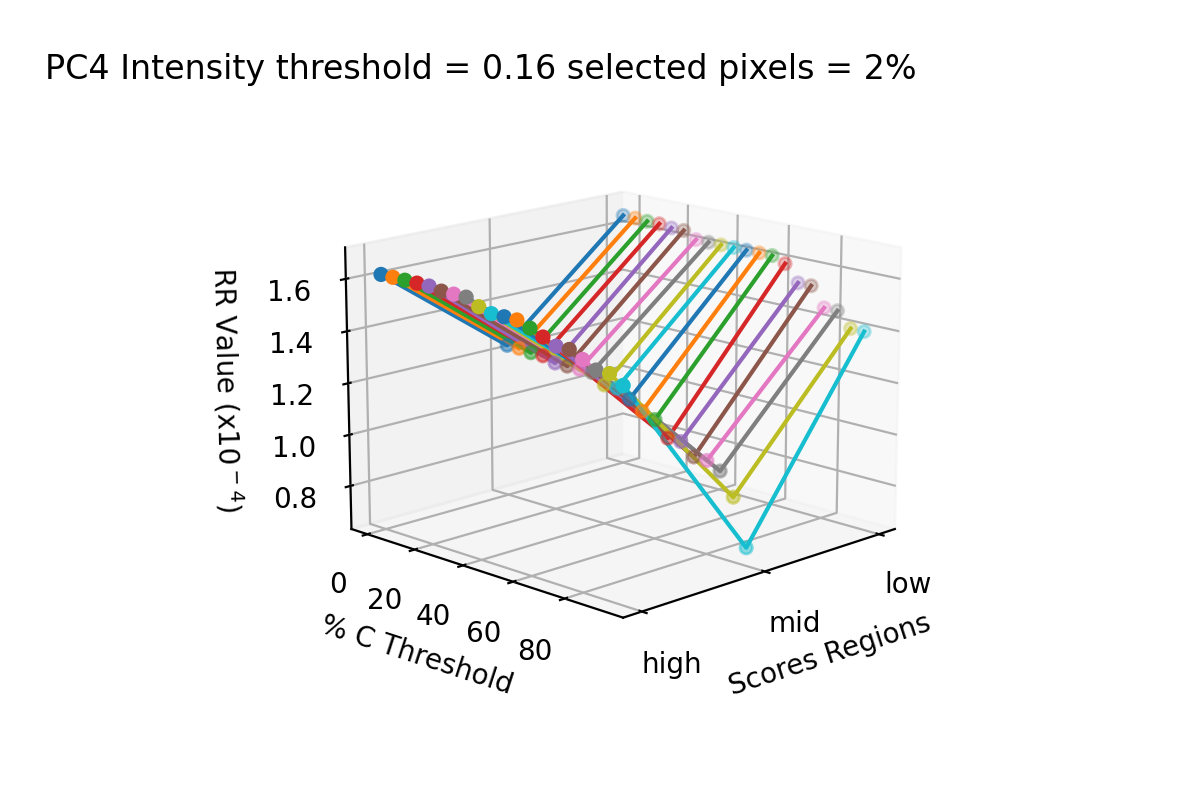 PC4 Intensity threshold = 0.16 selected pixels = 2%
RR Value (x10⁻⁴)
1.6
1.4
1.2
1.0
0.8
0
20
40
60
80
% C Threshold
high
mid
low
Scores Regions